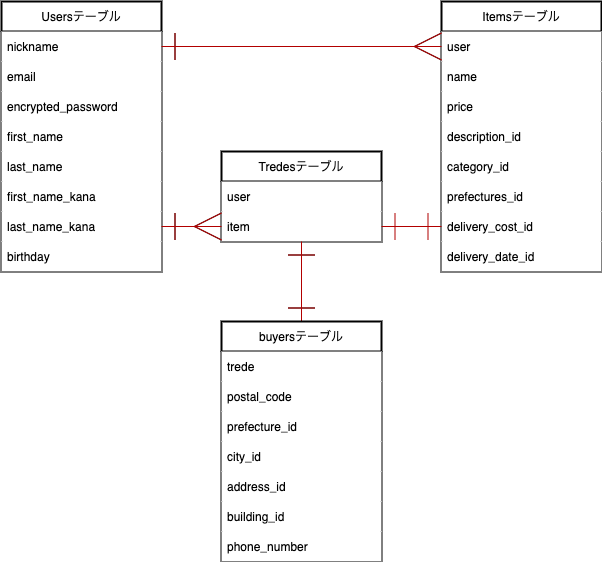 Usersテーブル
nickname
email
encrypted_password
first_name
last_name
first_name_kana
last_name_kana
birthday
Itemsテーブル
user
name
price
description_id
category_id
prefectures_id
delivery_cost_id
delivery_date_id
Tredesテーブル
user
item
buyersテーブル
trede
postal_code
prefecture_id
city_id
address_id
building_id
phone_number